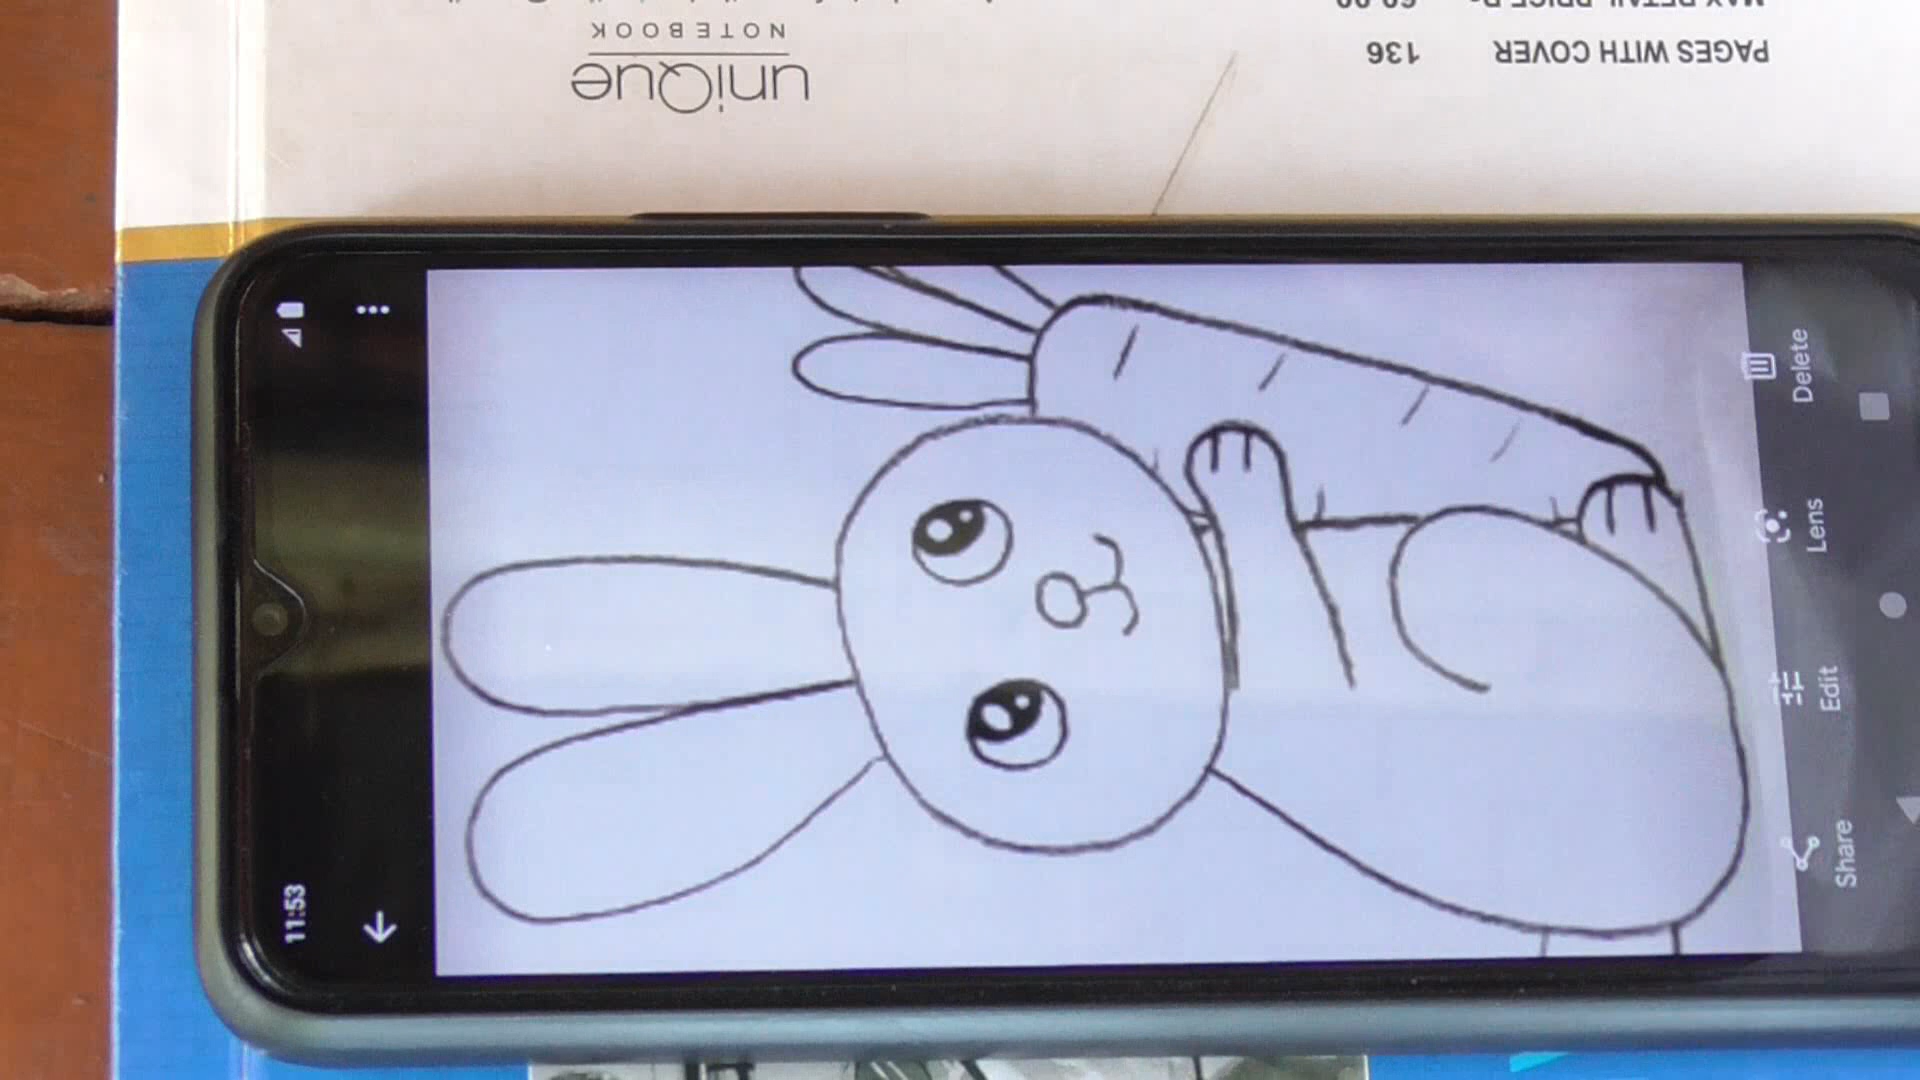 uniQue
NOTEBOOK
PAGES WITH COVER 136
11:53
Share
Edit
Lens
Delete